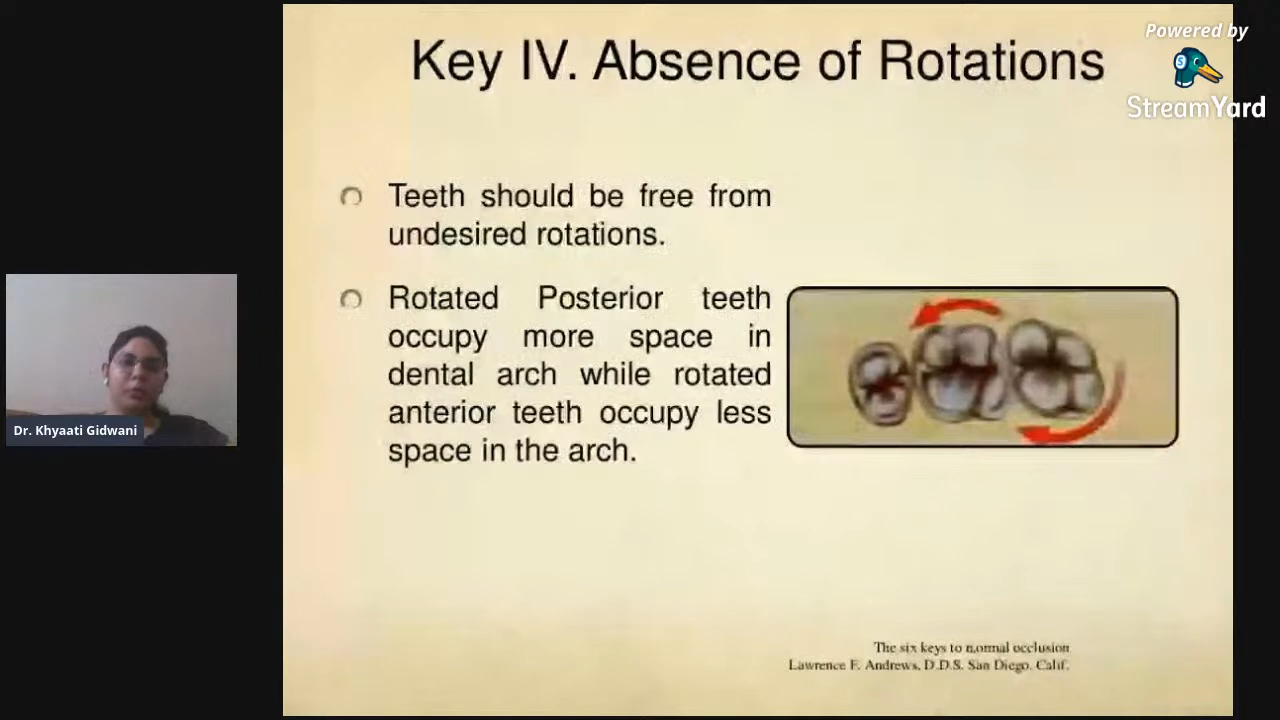 Key IV. Absence of Rotations
Powered by
StreamYard
Teeth should be free from
undesired rotations.
Rotated Posterior teeth
occupy more space in
dental arch while rotated
anterior teeth occupy less
space in the arch.
Dr. Khyaati Gidwani
The six keys to normal occlusion
Lawrence F. Andrews, D.D.S. San Diego. Calif.